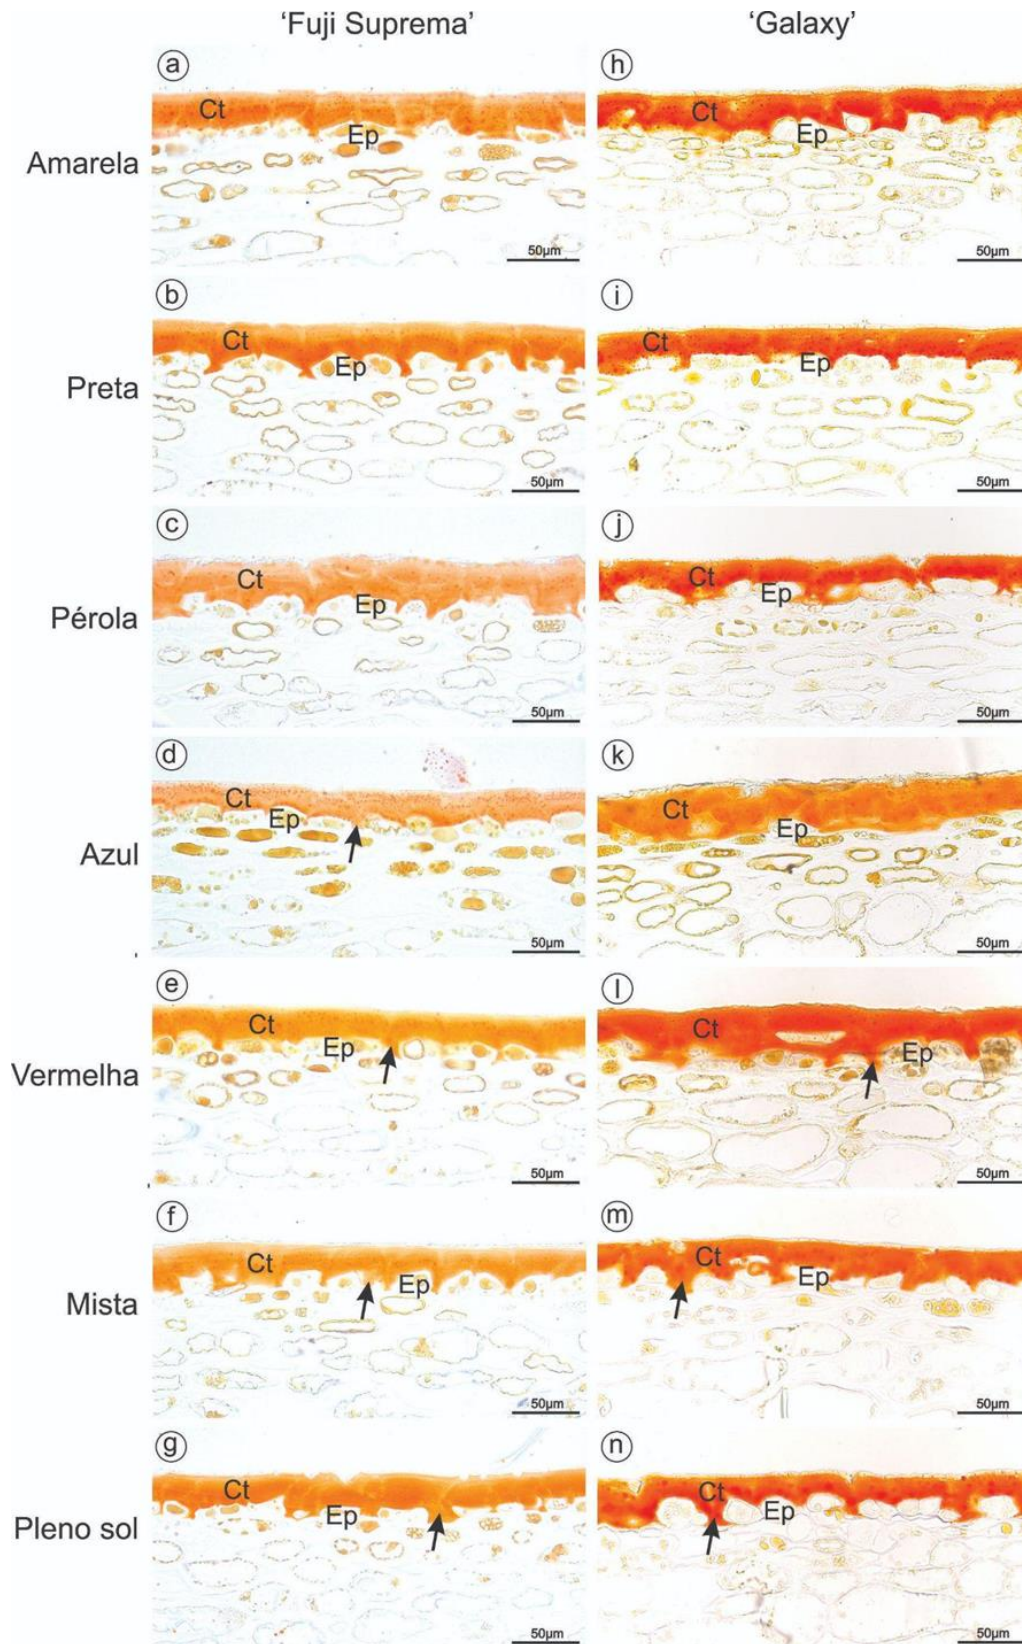 'Fuji Suprema' 'Galaxy'
a h
Ct Ct
Ep Ep
Amarela
50µm 50µm
b i
Ct Ct
Ep Ep
Preta
50µm 50µm
c j
Ct Ct
Ep Ep
Pérola
50µm 50µm
d k
Ct Ct
Ep Ep
Azul
50µm 50µm
e l
Ct Ct
Ep Ep
Vermelha
50µm 50µm
f m
Ct Ct
Ep Ep
Mista
50µm 50µm
g n
Ct Ct
Ep Ep
Pleno sol
50µm 50µm